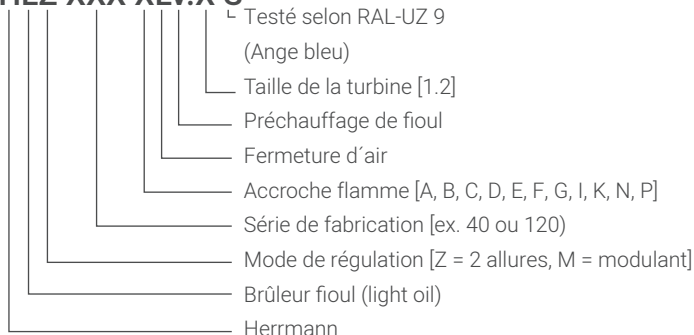 Testé selon RAL-UZ 9
(Ange bleu)
Taille de la turbine [1.2]
Préchauffage de fioul
Fermeture d´air
Accroche flamme [A, B, C, D, E, F, G, I, K, N, P]
Série de fabrication [ex. 40 ou 120)
Mode de régulation [Z = 2 allures, M = modulant]
Brûleur fioul (light oil)
Herrmann